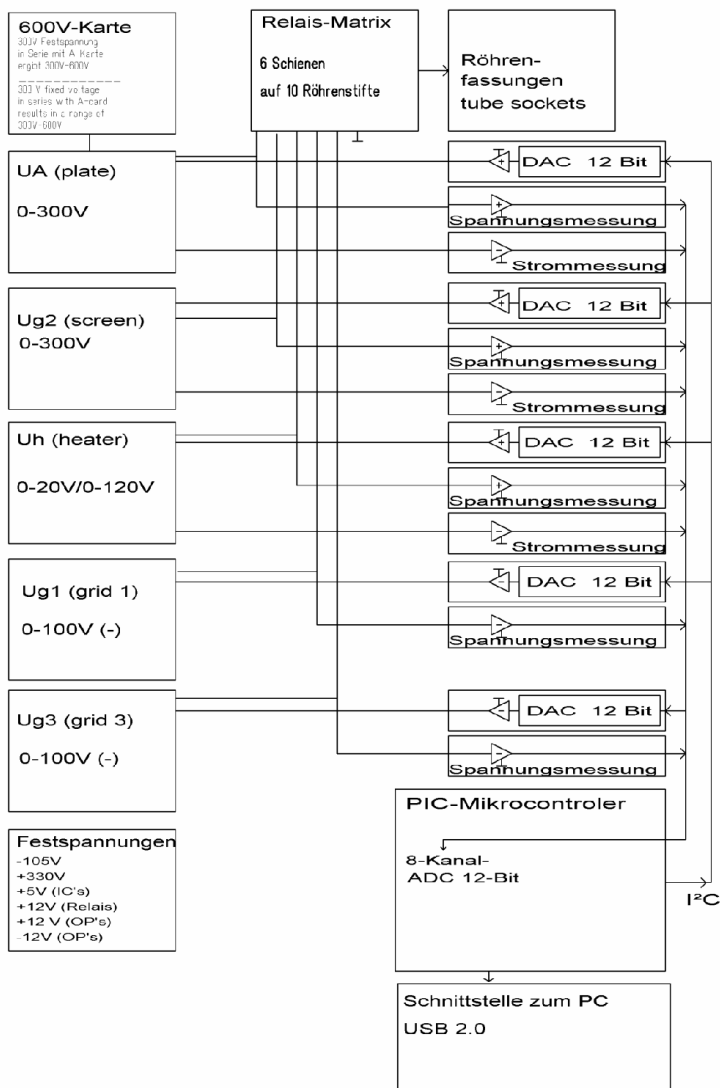 600V-Karte
300V Festspannung
in Serie mit A-Karte
ergibt 300V-600V
300 V fixed voltage
in series with A-card
results in a range of
300V-600V
Relais-Matrix
6 Schienen
auf 10 Röhrenstifte
Röhren-
fassungen
tube sockets
UA (plate)
0-300V
DAC 12 Bit
Spannungsmessung
Strommessung
Ug2 (screen)
0-300V
DAC 12 Bit
Spannungsmessung
Strommessung
Uh (heater)
0-20V/0-120V
DAC 12 Bit
Spannungsmessung
Strommessung
Ug1 (grid 1)
0-100V (-)
DAC 12 Bit
Spannungsmessung
Ug3 (grid 3)
0-100V (-)
DAC 12 Bit
Spannungsmessung
Festspannungen
-105V
+330V
+5V (IC's)
+12V (Relais)
+12 V (OP's)
-12V (OP's)
PIC-Mikrocontroler
8-Kanal-
ADC 12-Bit
I²C
Schnittstelle zum PC
USB 2.0